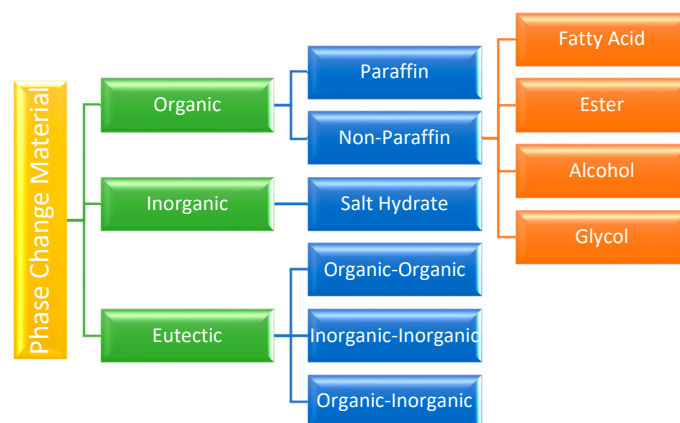 Phase Change Material
Organic
Inorganic
Eutectic
Paraffin
Non-Paraffin
Salt Hydrate
Organic-Organic
Inorganic-Inorganic
Organic-Inorganic
Fatty Acid
Ester
Alcohol
Glycol